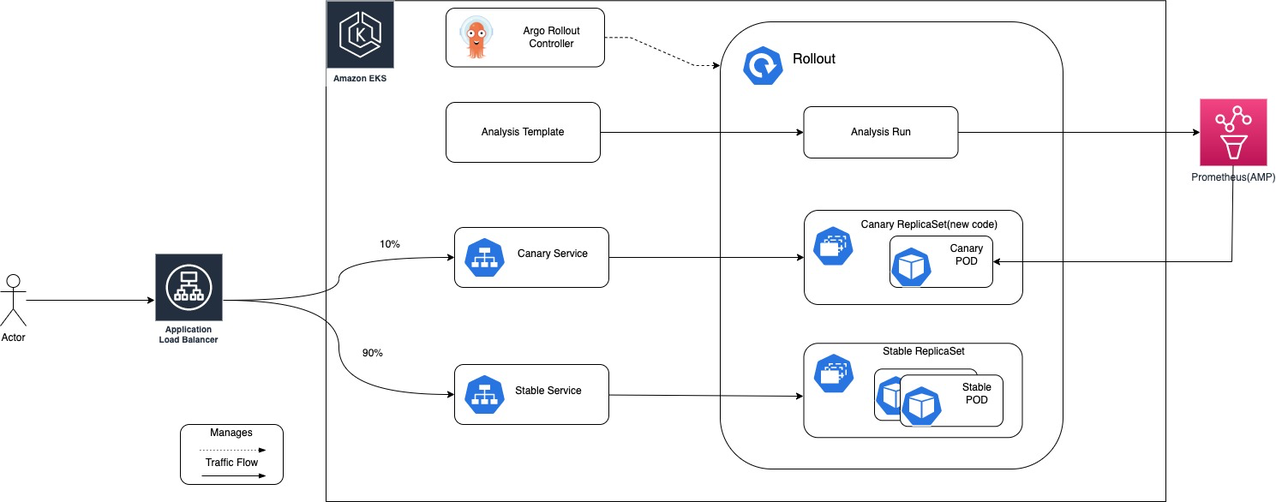 Argo Rollout
Controller
Rollout
Amazon EKS
Analysis Template
Analysis Run
Prometheus(AMP)
Canary ReplicaSet(new code)
10%
Canary Service
Canary
POD
Application
Load Balancer
Actor
90%
Stable ReplicaSet
Stable Service
Stable
POD
Manages
Traffic Flow